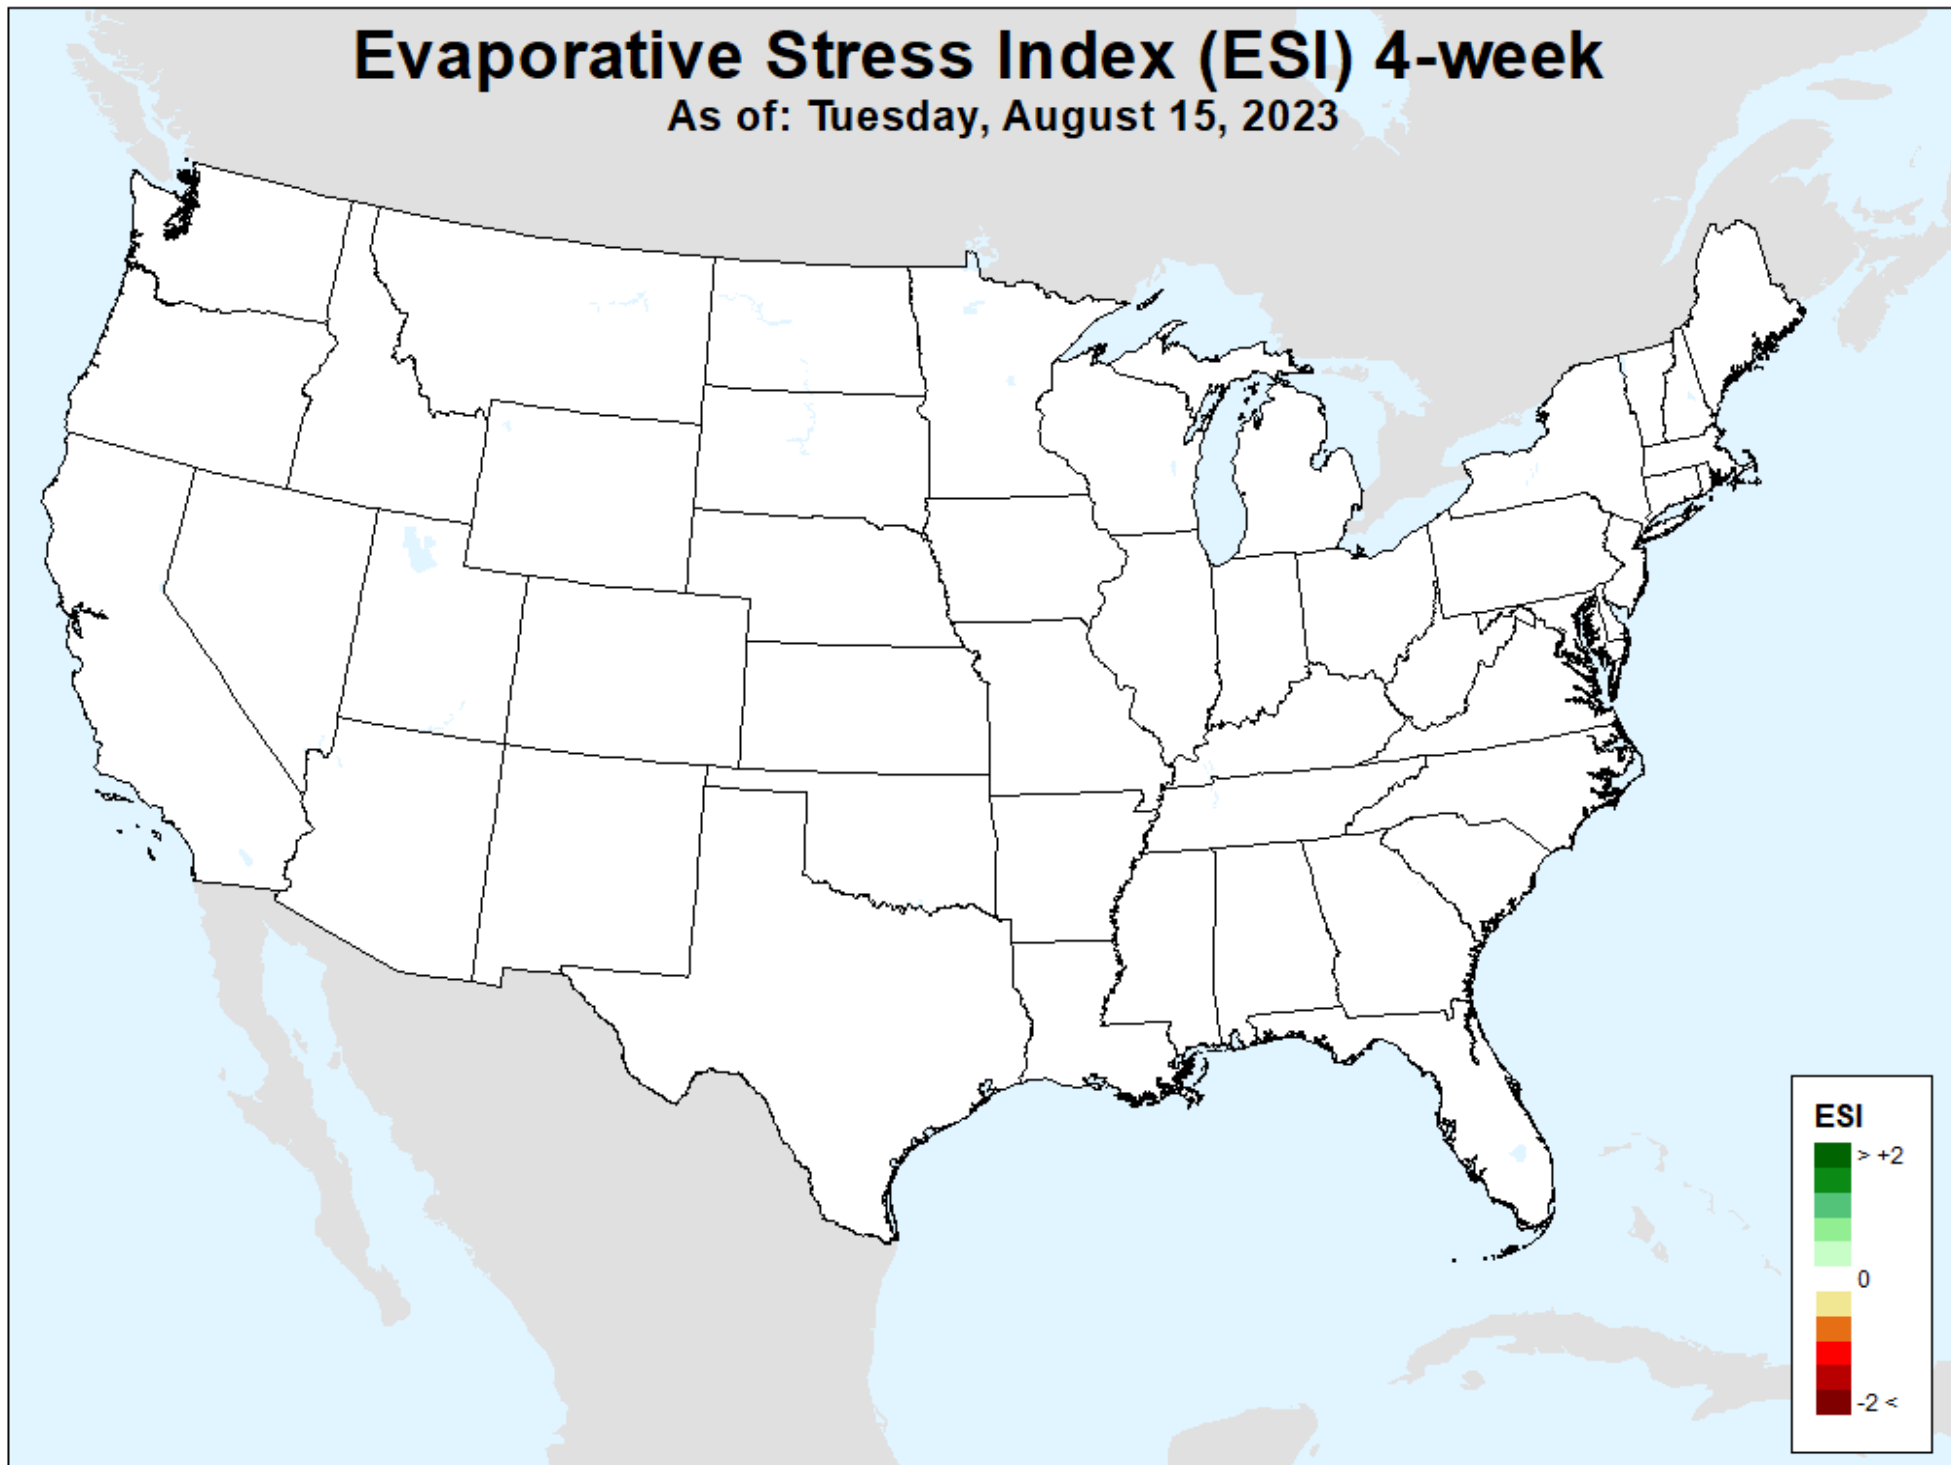 Evaporative Stress Index (ESI) 4-week
As of: Tuesday, August 15, 2023
ESI
> +2
0
-2 <